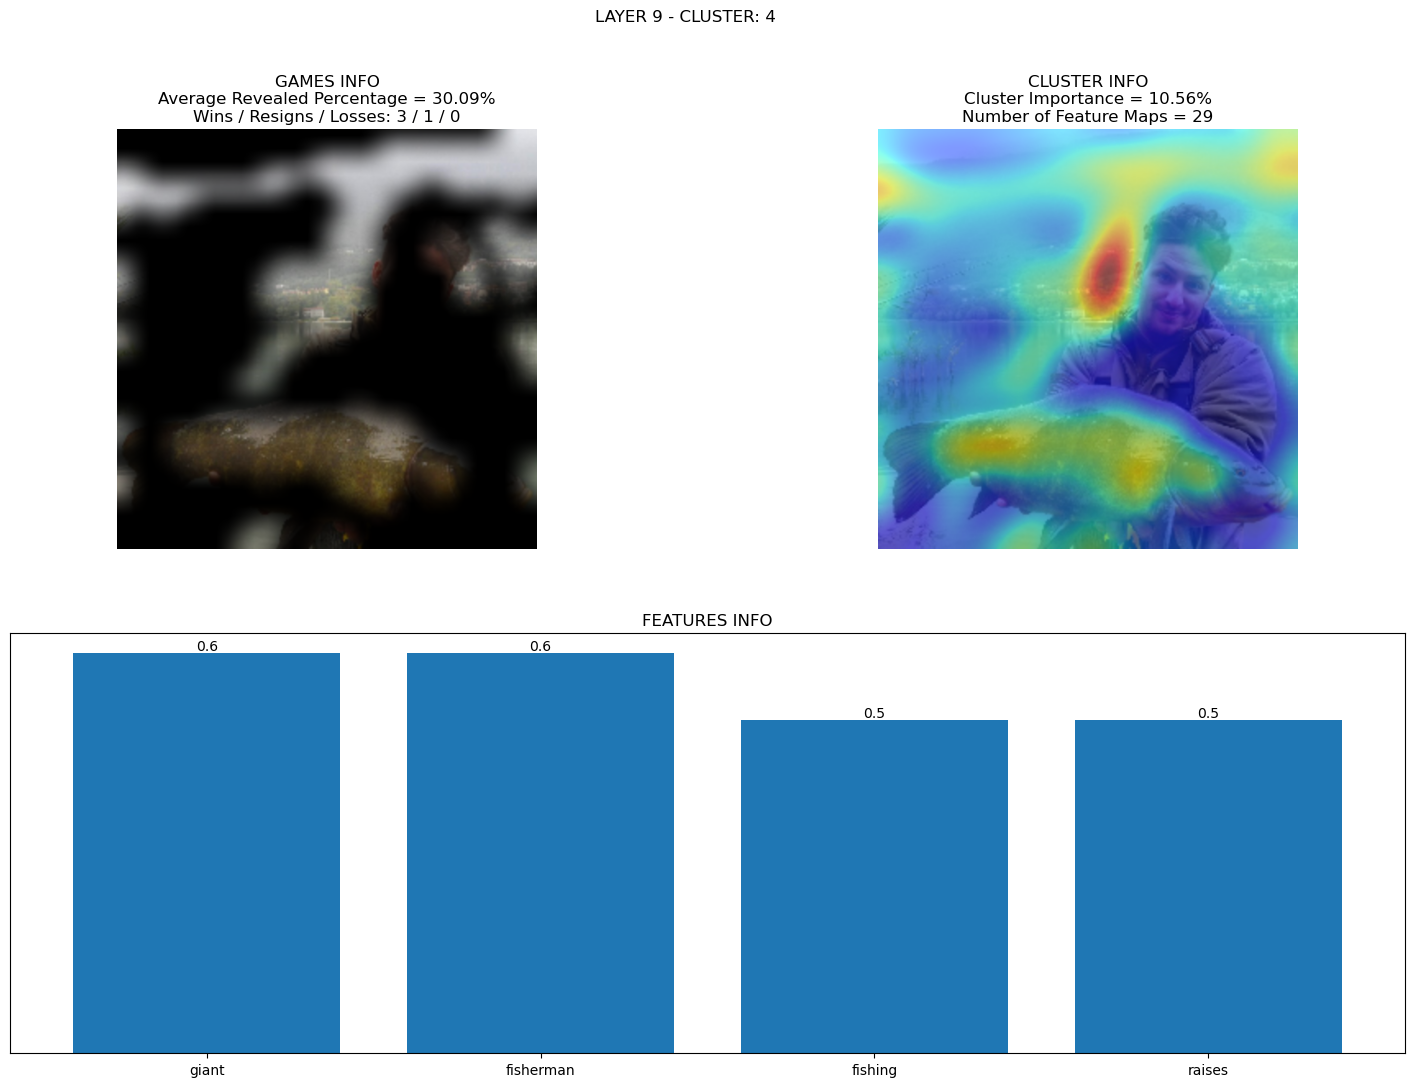 LAYER 9 - CLUSTER: 4
GAMES INFO
Average Revealed Percentage = 30.09%
Wins / Resigns / Losses: 3 / 1 / 0
CLUSTER INFO
Cluster Importance = 10.56%
Number of Feature Maps = 29
FEATURES INFO
0.6
0.6
0.5
0.5
giant
fisherman
fishing
raises